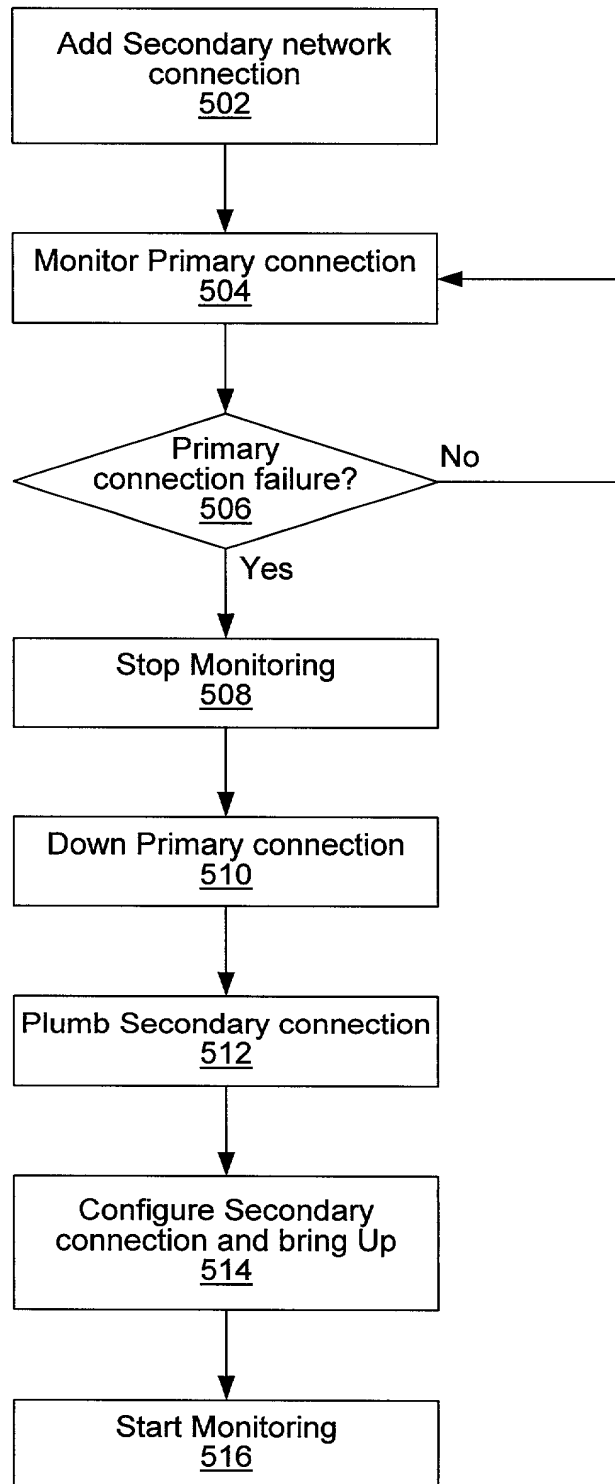 Add Secondary network
connection
502
Monitor Primary connection
504
Primary
connection failure?
506
No
Yes
Stop Monitoring
508
Down Primary connection
510
Plumb Secondary connection
512
Configure Secondary
connection and bring Up
514
Start Monitoring
516